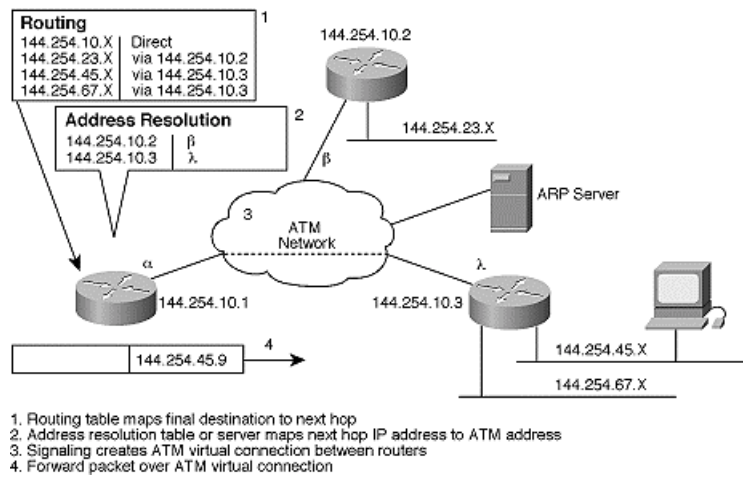 Routing
1
144.254.10.X Direct
144.254.23.X via 144.254.10.2
144.254.45.X via 144.254.10.3
144.254.67.X via 144.254.10.3
144.254.10.2
Address Resolution
2
144.254.10.2 β
144.254.10.3 λ
144.254.23.X
β
3
ATM
Network
ARP Server
α
λ
144.254.10.1
144.254.10.3
144.254.45.9
4
144.254.45.X
144.254.67.X
1. Routing table maps final destination to next hop
2. Address resolution table or server maps next hop IP address to ATM address
3. Signaling creates ATM virtual connection between routers
4. Forward packet over ATM virtual connection